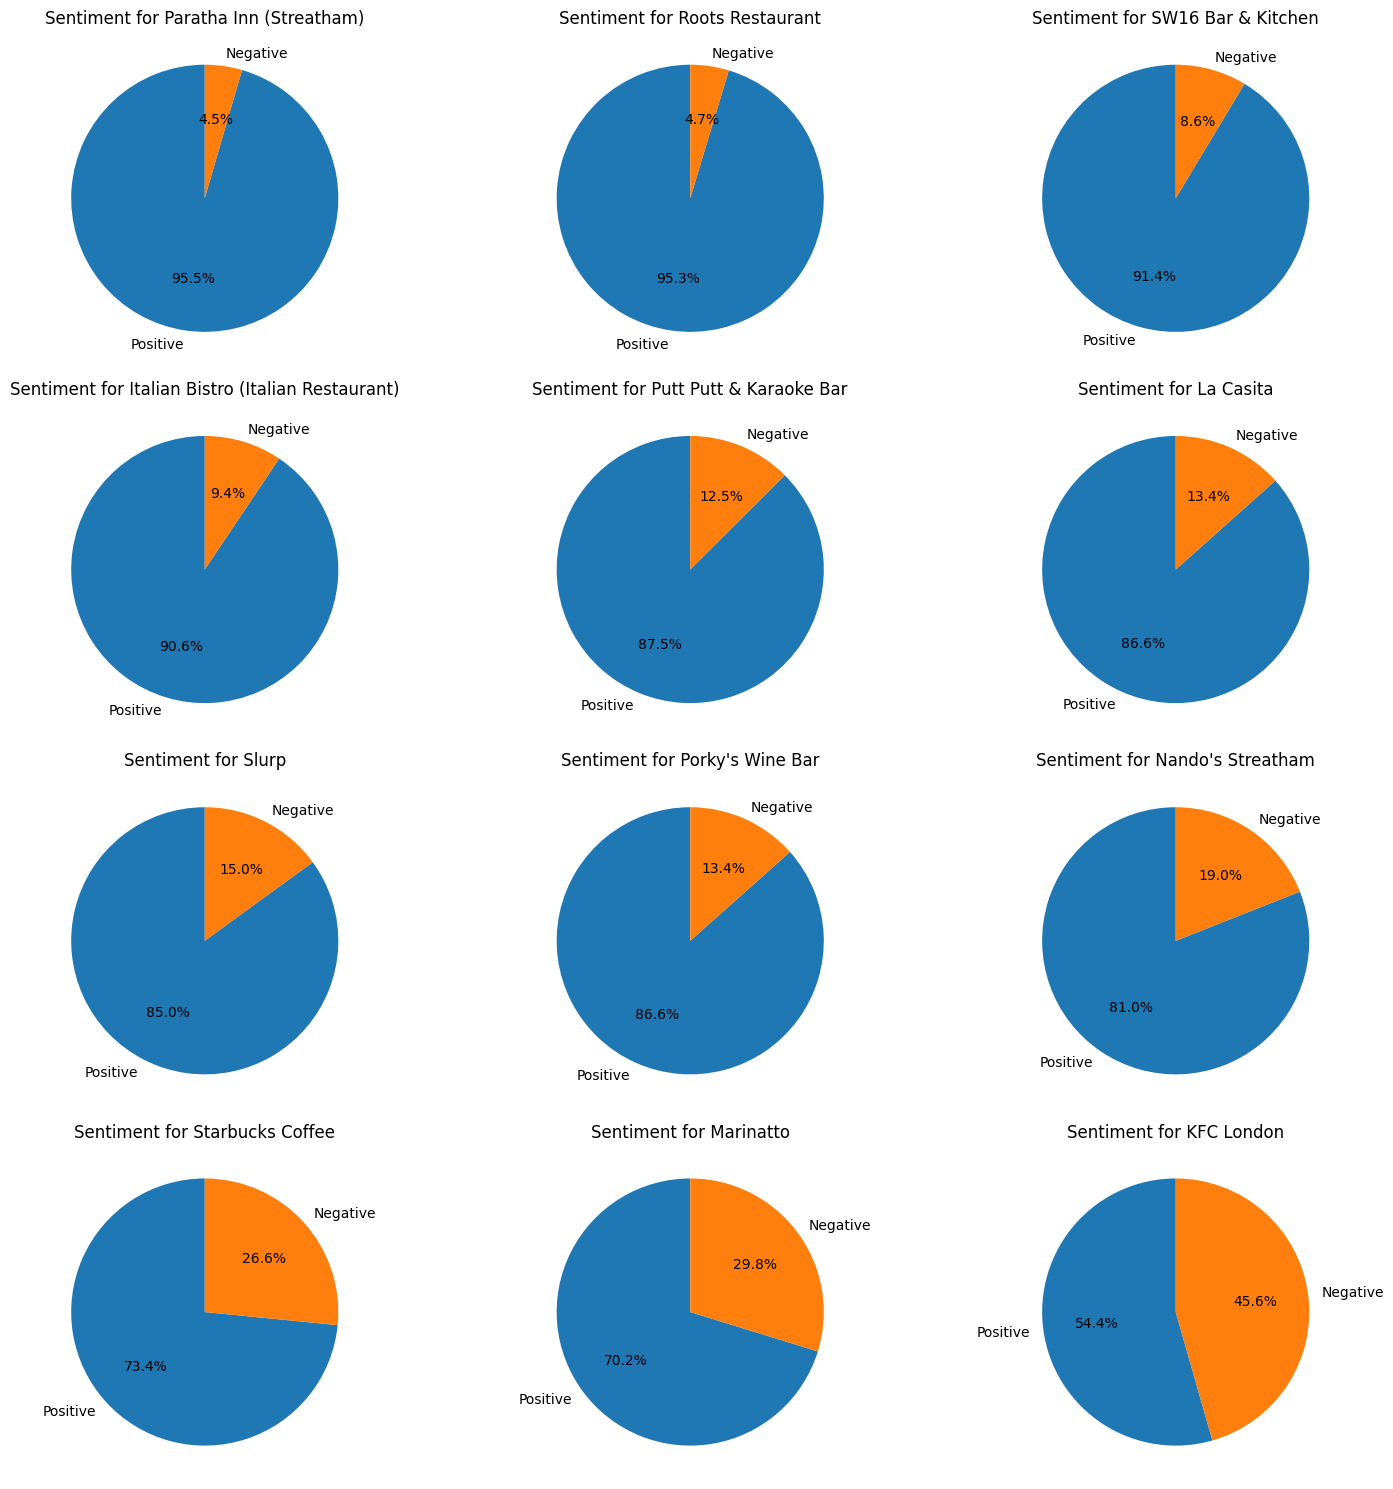 Sentiment for Paratha Inn (Streatham)
Negative
4.5%
95.5%
Positive
Sentiment for Roots Restaurant
Negative
4.7%
95.3%
Positive
Sentiment for SW16 Bar & Kitchen
Negative
8.6%
91.4%
Positive
Sentiment for Italian Bistro (Italian Restaurant)
Negative
9.4%
90.6%
Positive
Sentiment for Putt Putt & Karaoke Bar
Negative
12.5%
87.5%
Positive
Sentiment for La Casita
Negative
13.4%
86.6%
Positive
Sentiment for Slurp
Negative
15.0%
85.0%
Positive
Sentiment for Porky's Wine Bar
Negative
13.4%
86.6%
Positive
Sentiment for Nando's Streatham
Negative
19.0%
81.0%
Positive
Sentiment for Starbucks Coffee
Negative
26.6%
73.4%
Positive
Sentiment for Marinatto
Negative
29.8%
70.2%
Positive
Sentiment for KFC London
Negative
45.6%
54.4%
Positive